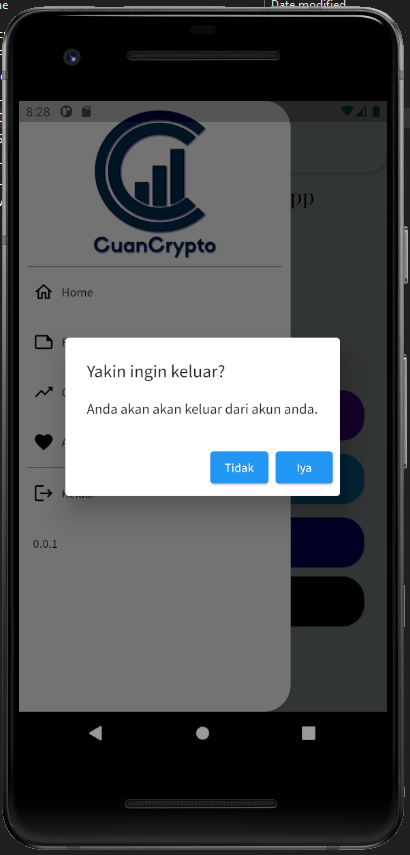 Date modified
8:28
CuanCrypto
Home
Yakin ingin keluar?
Anda akan akan keluar dari akun anda.
Tidak
Iya
Keluar
0.0.1